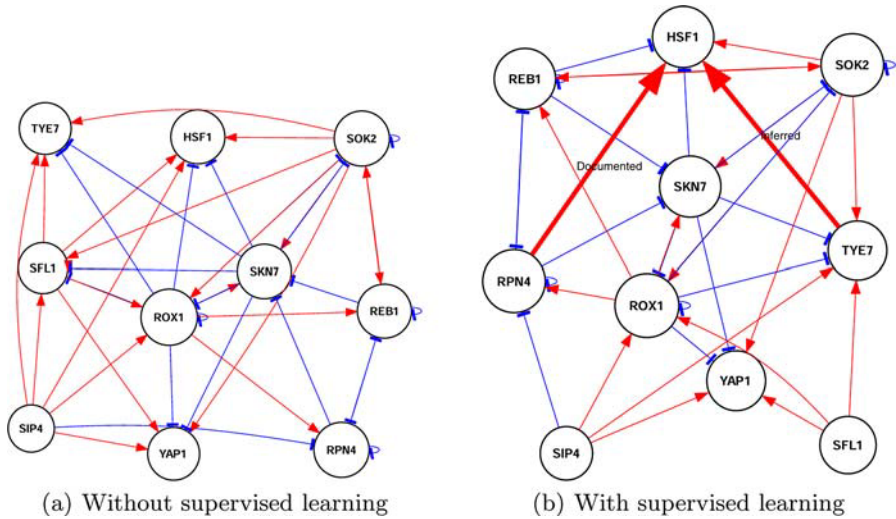 TYE7
HSF1
SOK2
SFL1
SKN7
ROX1
REB1
SIP4
YAP1
RPN4
(a) Without supervised learning
HSF1
REB1
SOK2
Documented
Inferred
SKN7
RPN4
TYE7
ROX1
YAP1
SIP4
SFL1
(b) With supervised learning